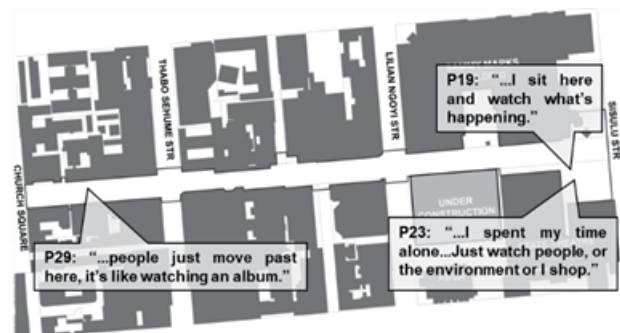 THABO SEHUME STR
LILIAN NGOYI STR
P19: “...I sit here
and watch what’s
happening.”
SISULU STR
CHURCH SQUARE
UNDER
CONSTRUCTION
P29: “...people just move past
here, it’s like watching an album.”
P23: “...I spent my time
alone...Just watch people, or
the environment or I shop.”